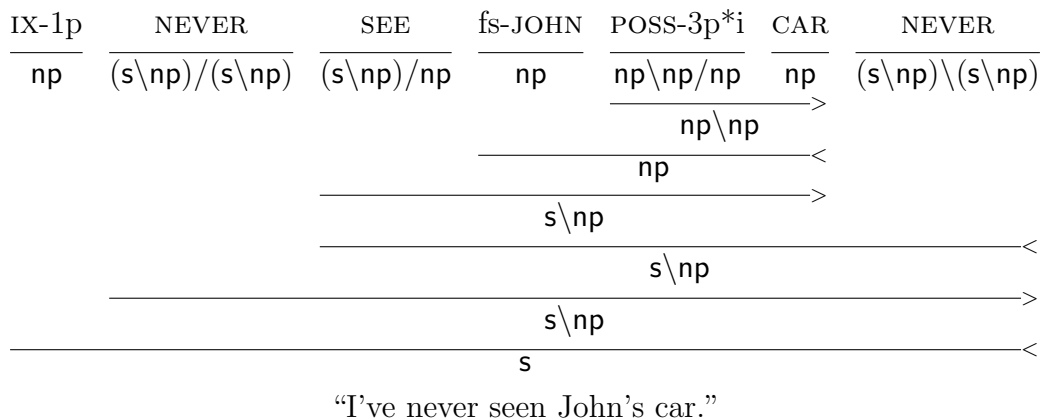 IX-1p NEVER SEE fs-JOHN POSS-3p*i CAR NEVER
np (s\np)/(s\np) (s\np)/np np np\np/np np (s\np)\(s\np)
>
np\np
<
np
>
s\np
<
s\np
>
s\np
<
s
“I've never seen John's car.”